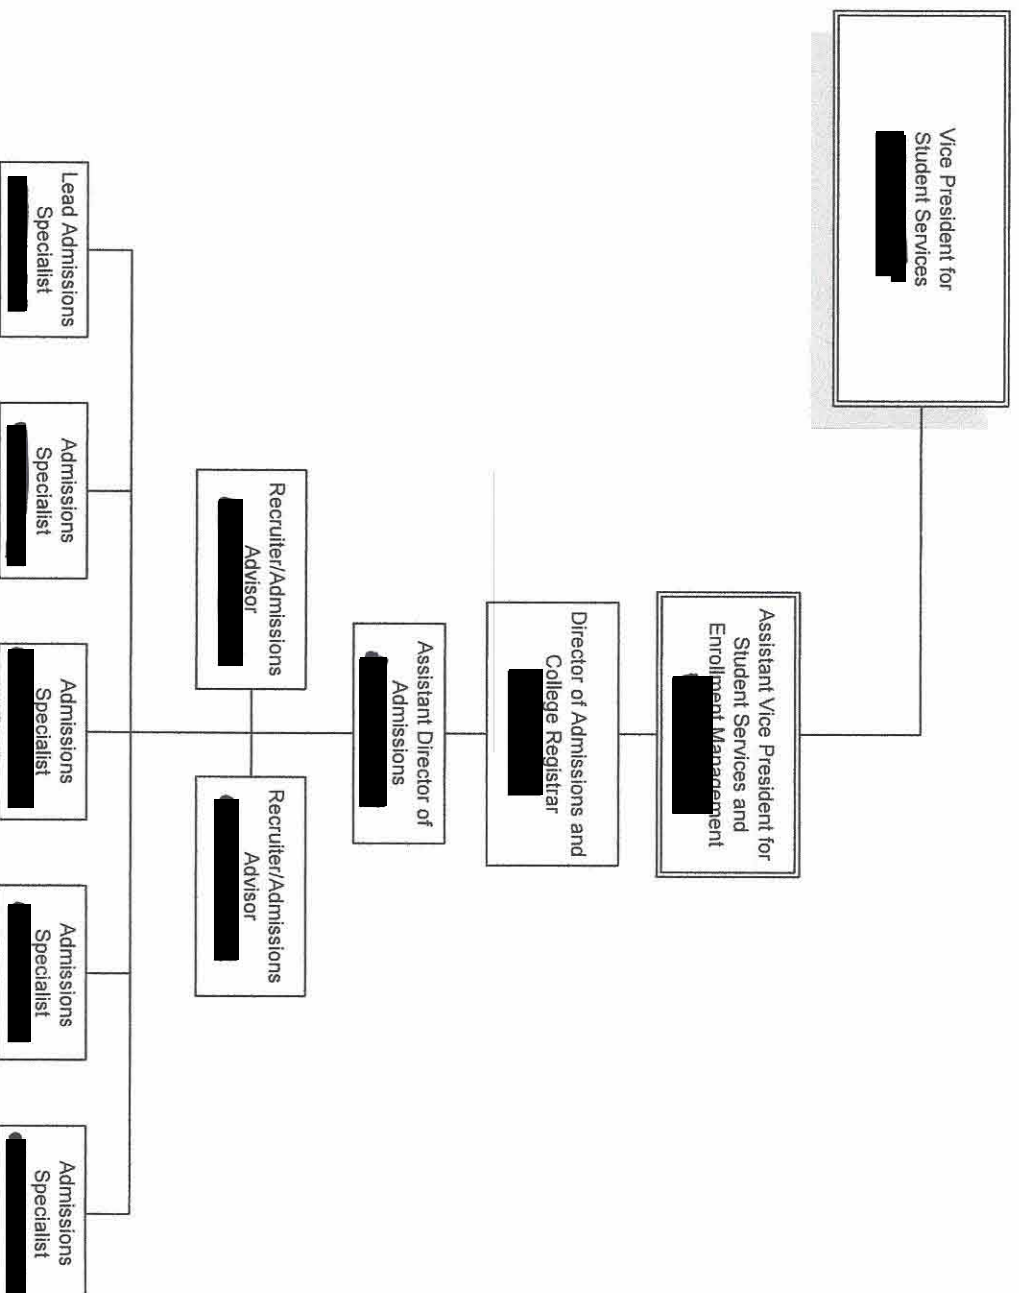 Vice President for
Student Services
Assistant Vice President for
Student Services and
Enrollment Management
Director of Admissions and
College Registrar
Assistant Director of
Admissions
Recruiter/Admissions
Advisor
Recruiter/Admissions
Advisor
Lead Admissions
Specialist
Admissions
Specialist
Admissions
Specialist
Admissions
Specialist
Admissions
Specialist